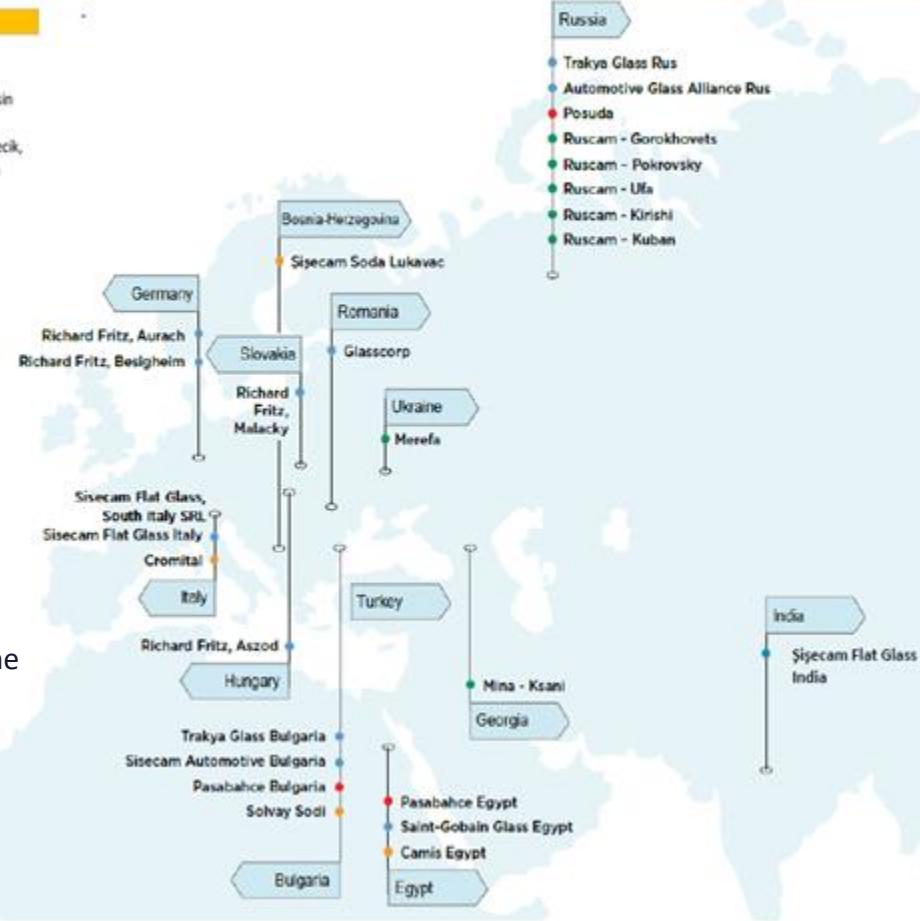 sin
cik,
ne
Russia
Trakya Glass Rus
Automotive Glass Alliance Rus
Posuda
Ruscam - Gorokhovets
Ruscam - Pokrovsky
Ruscam - Ufa
Ruscam - Kirishi
Ruscam - Kuban
Bosnia-Herzegovina
Şişecam Soda Lukavac
Germany
Richard Fritz, Aurach
Richard Fritz, Besigheim
Slovakia
Richard
Fritz,
Malacky
Romania
Glasscorp
Ukraine
Merefa
Sisecam Flat Glass,
South Italy SRL
Sisecam Flat Glass Italy
Cromital
Italy
Richard Fritz, Aszod
Hungary
Turkey
Mina - Ksani
Georgia
India
Şişecam Flat Glass
India
Trakya Glass Bulgaria
Sisecam Automotive Bulgaria
Pasabahce Bulgaria
Solvay Sodi
Bulgaria
Pasabahce Egypt
Saint-Gobain Glass Egypt
Camis Egypt
Egypt